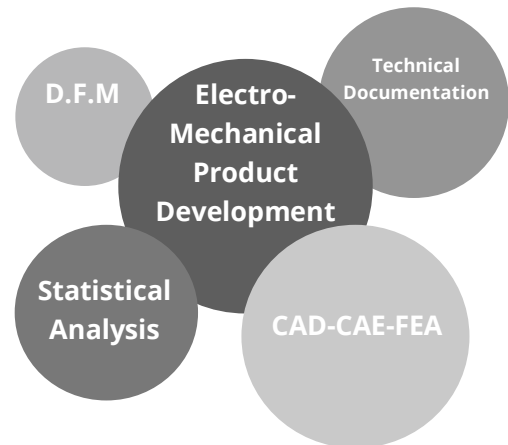 D.F.M
Electro-
Mechanical
Product
Development
Technical
Documentation
Statistical
Analysis
CAD-CAE-FEA